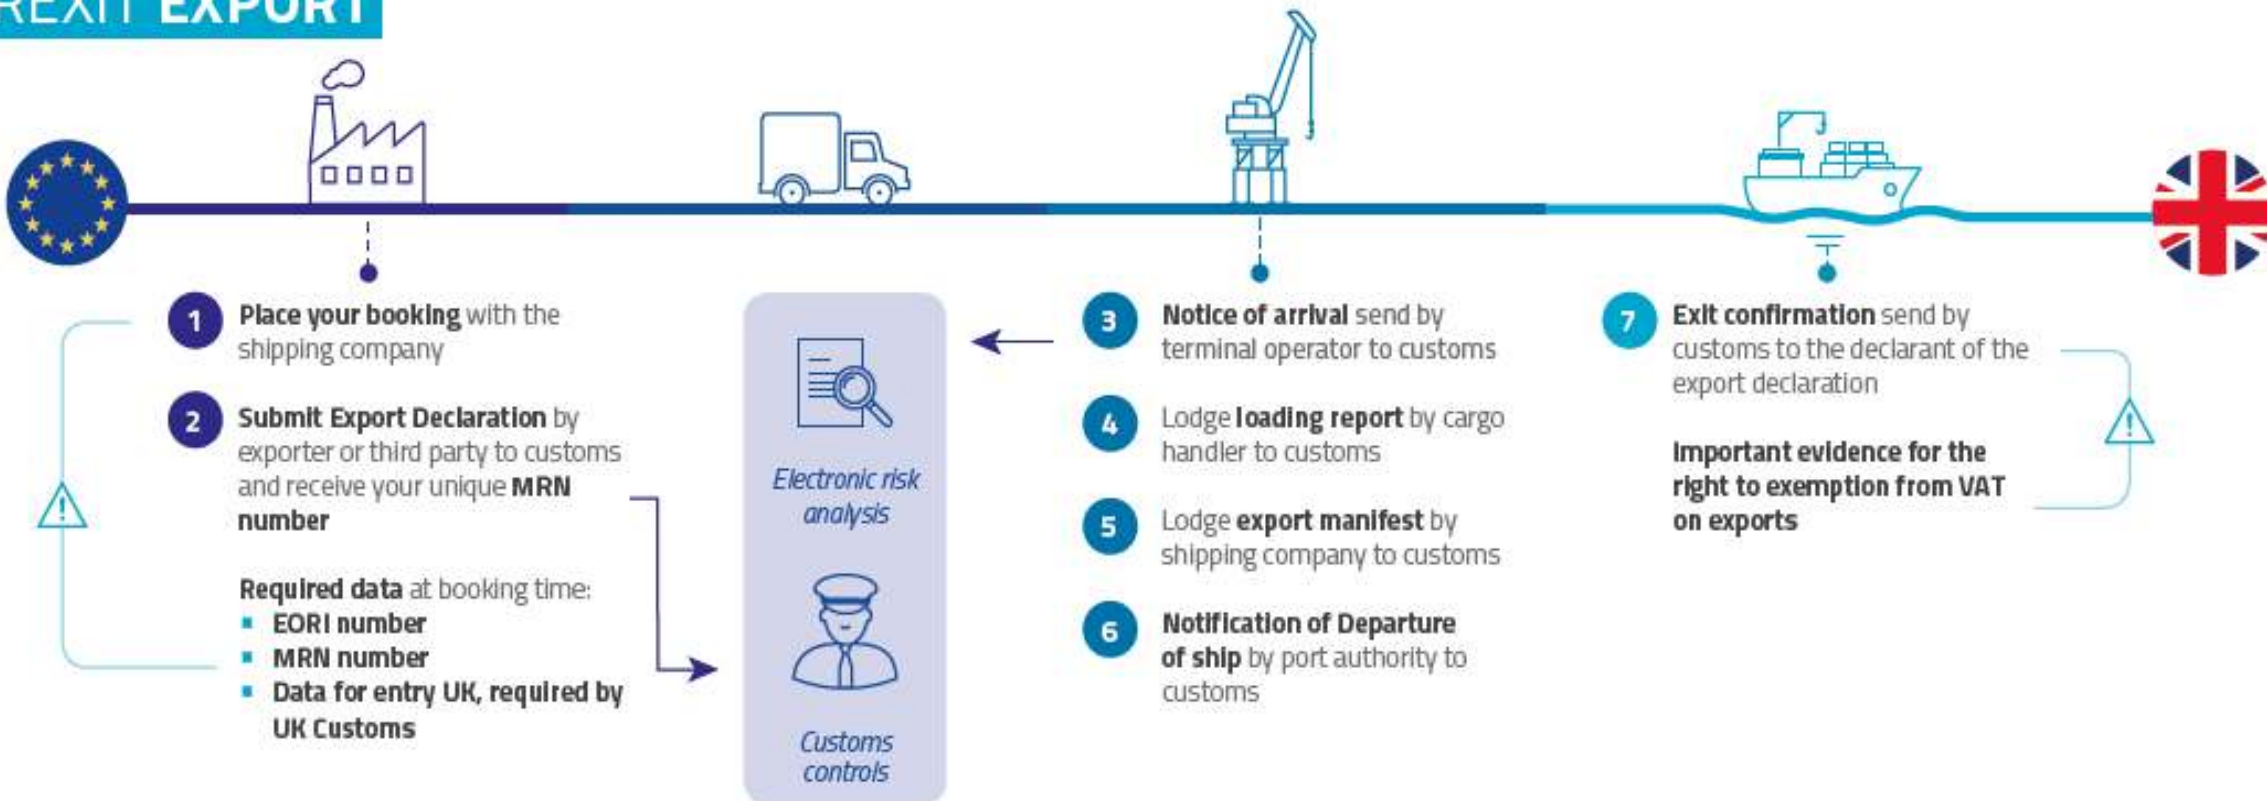 REXIT EXPORT
1 Place your booking with the
shipping company
2 Submit Export Declaration by
exporter or third party to customs
and receive your unique MRN
number
Required data at booking time:
▪ EORI number
▪ MRN number
▪ Data for entry UK, required by
UK Customs
Electronic risk
analysis
Customs
controls
3 Notice of arrival send by
terminal operator to customs
4 Lodge loading report by cargo
handler to customs
5 Lodge export manifest by
shipping company to customs
6 Notification of Departure
of ship by port authority to
customs
7 Exit confirmation send by
customs to the declarant of the
export declaration
Important evidence for the
right to exemption from VAT
on exports